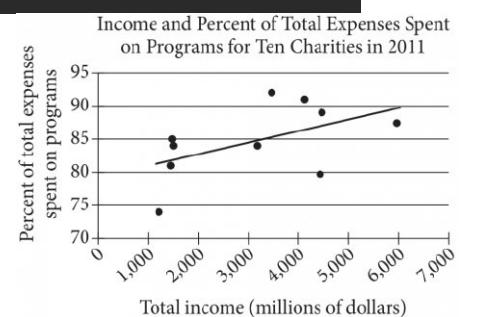 Income and Percent of Total Expenses Spent
on Programs for Ten Charities in 2011
Percent of total expenses
spent on programs
95
90
85
80
75
70
0
1,000
2,000
3,000
4,000
5,000
6,000
7,000
Total income (millions of dollars)